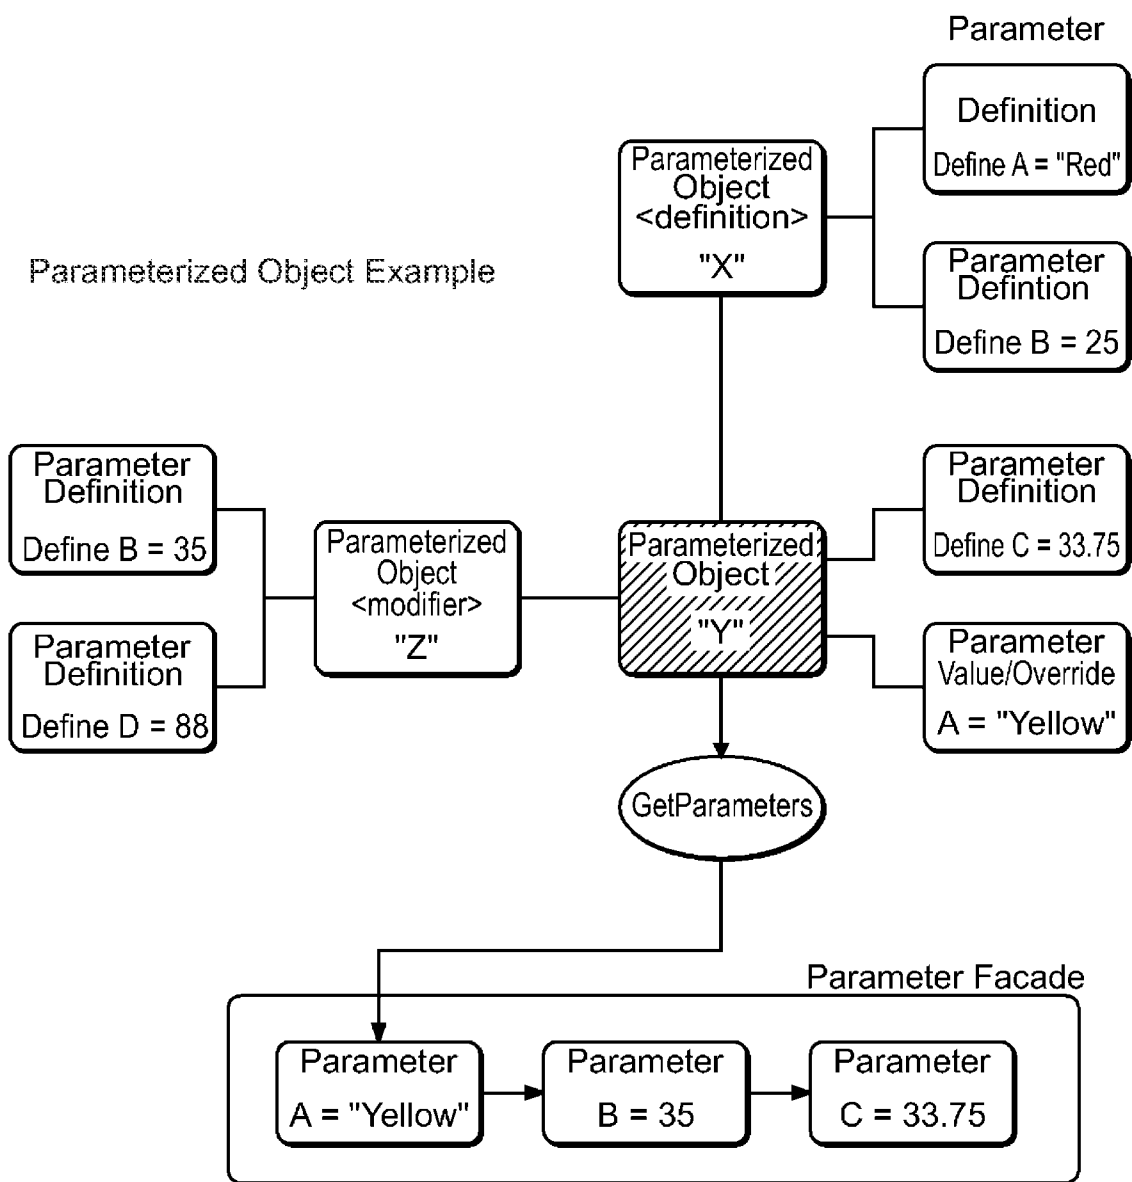 Parameter
Definition
Define A = "Red"
Parameterized
Object
<definition>
"X"
Parameter
Defintion
Define B = 25
Parameterized Object Example
Parameter
Definition
Define B = 35
Parameter
Definition
Define D = 88
Parameterized
Object
<modifier>
"Z"
Parameterized
Object
"Y"
Parameter
Definition
Define C = 33.75
Parameter
Value/Override
A = "Yellow"
GetParameters
Parameter Facade
Parameter
A = "Yellow"
Parameter
B = 35
Parameter
C = 33.75